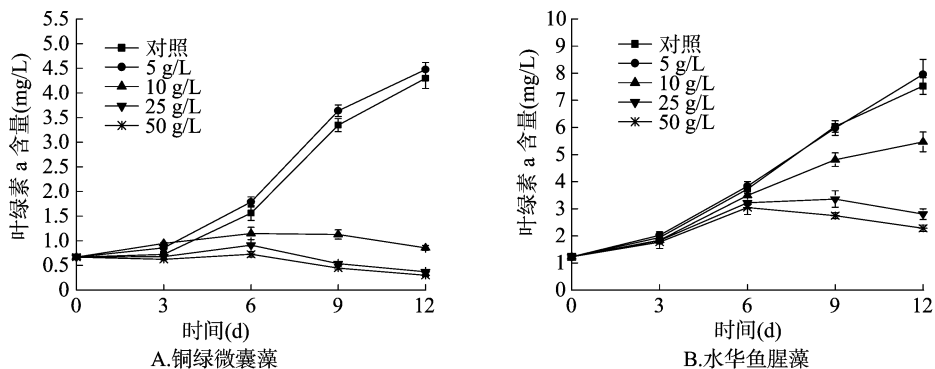 5.5
5.0
4.5
4.0
3.5
3.0
2.5
2.0
1.5
1.0
0.5
0
叶绿素 a 含量(mg/L)
对照
5 g/L
10 g/L
25 g/L
50 g/L
0 3 6 9 12
时间(d)
A.铜绿微囊藻
10
9
8
7
6
5
4
3
2
1
0
叶绿素 a 含量(mg/L)
对照
5 g/L
10 g/L
25 g/L
50 g/L
0 3 6 9 12
时间(d)
B.水华鱼腥藻